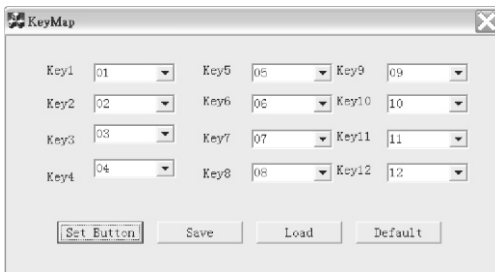 KeyMap
Key1 01 Key5 05 Key9 09
Key2 02 Key6 06 Key10 10
Key3 03 Key7 07 Key11 11
Key4 04 Key8 08 Key12 12
Set Button Save Load Default